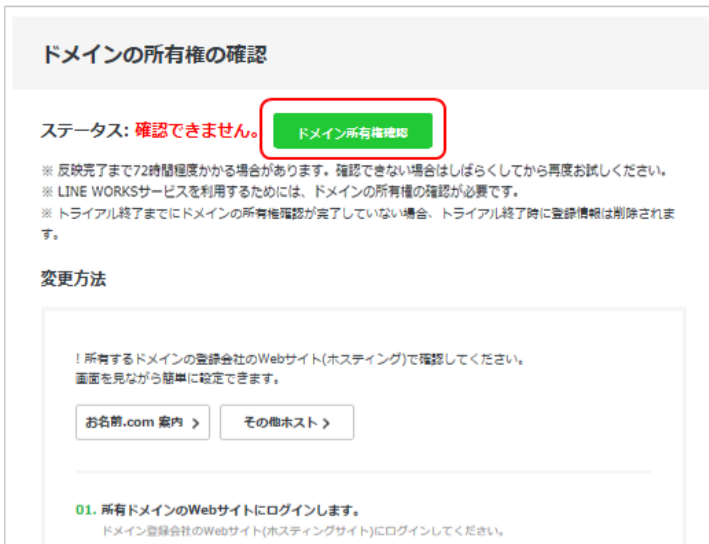 ドメインの所有権の確認
ステータス: 確認できません。 ドメイン所有権確認
※ 反映完了まで72時間程度かかる場合があります。確認できない場合はしばらくしてから再度お試しください。
※ LINE WORKSサービスを利用するためには、ドメインの所有権の確認が必要です。
※ トライアル終了までにドメインの所有権確認が完了していない場合、トライアル終了時に登録情報は削除されま
す。
変更方法
! 所有するドメインの登録会社のWebサイト(ホスティング)で確認してください。
画面を見ながら簡単に設定できます。
お名前.com 案内 > その他ホスト >
01. 所有ドメインのWebサイトにログインします。
ドメイン登録会社のWebサイト(ホスティングサイト)にログインしてください。